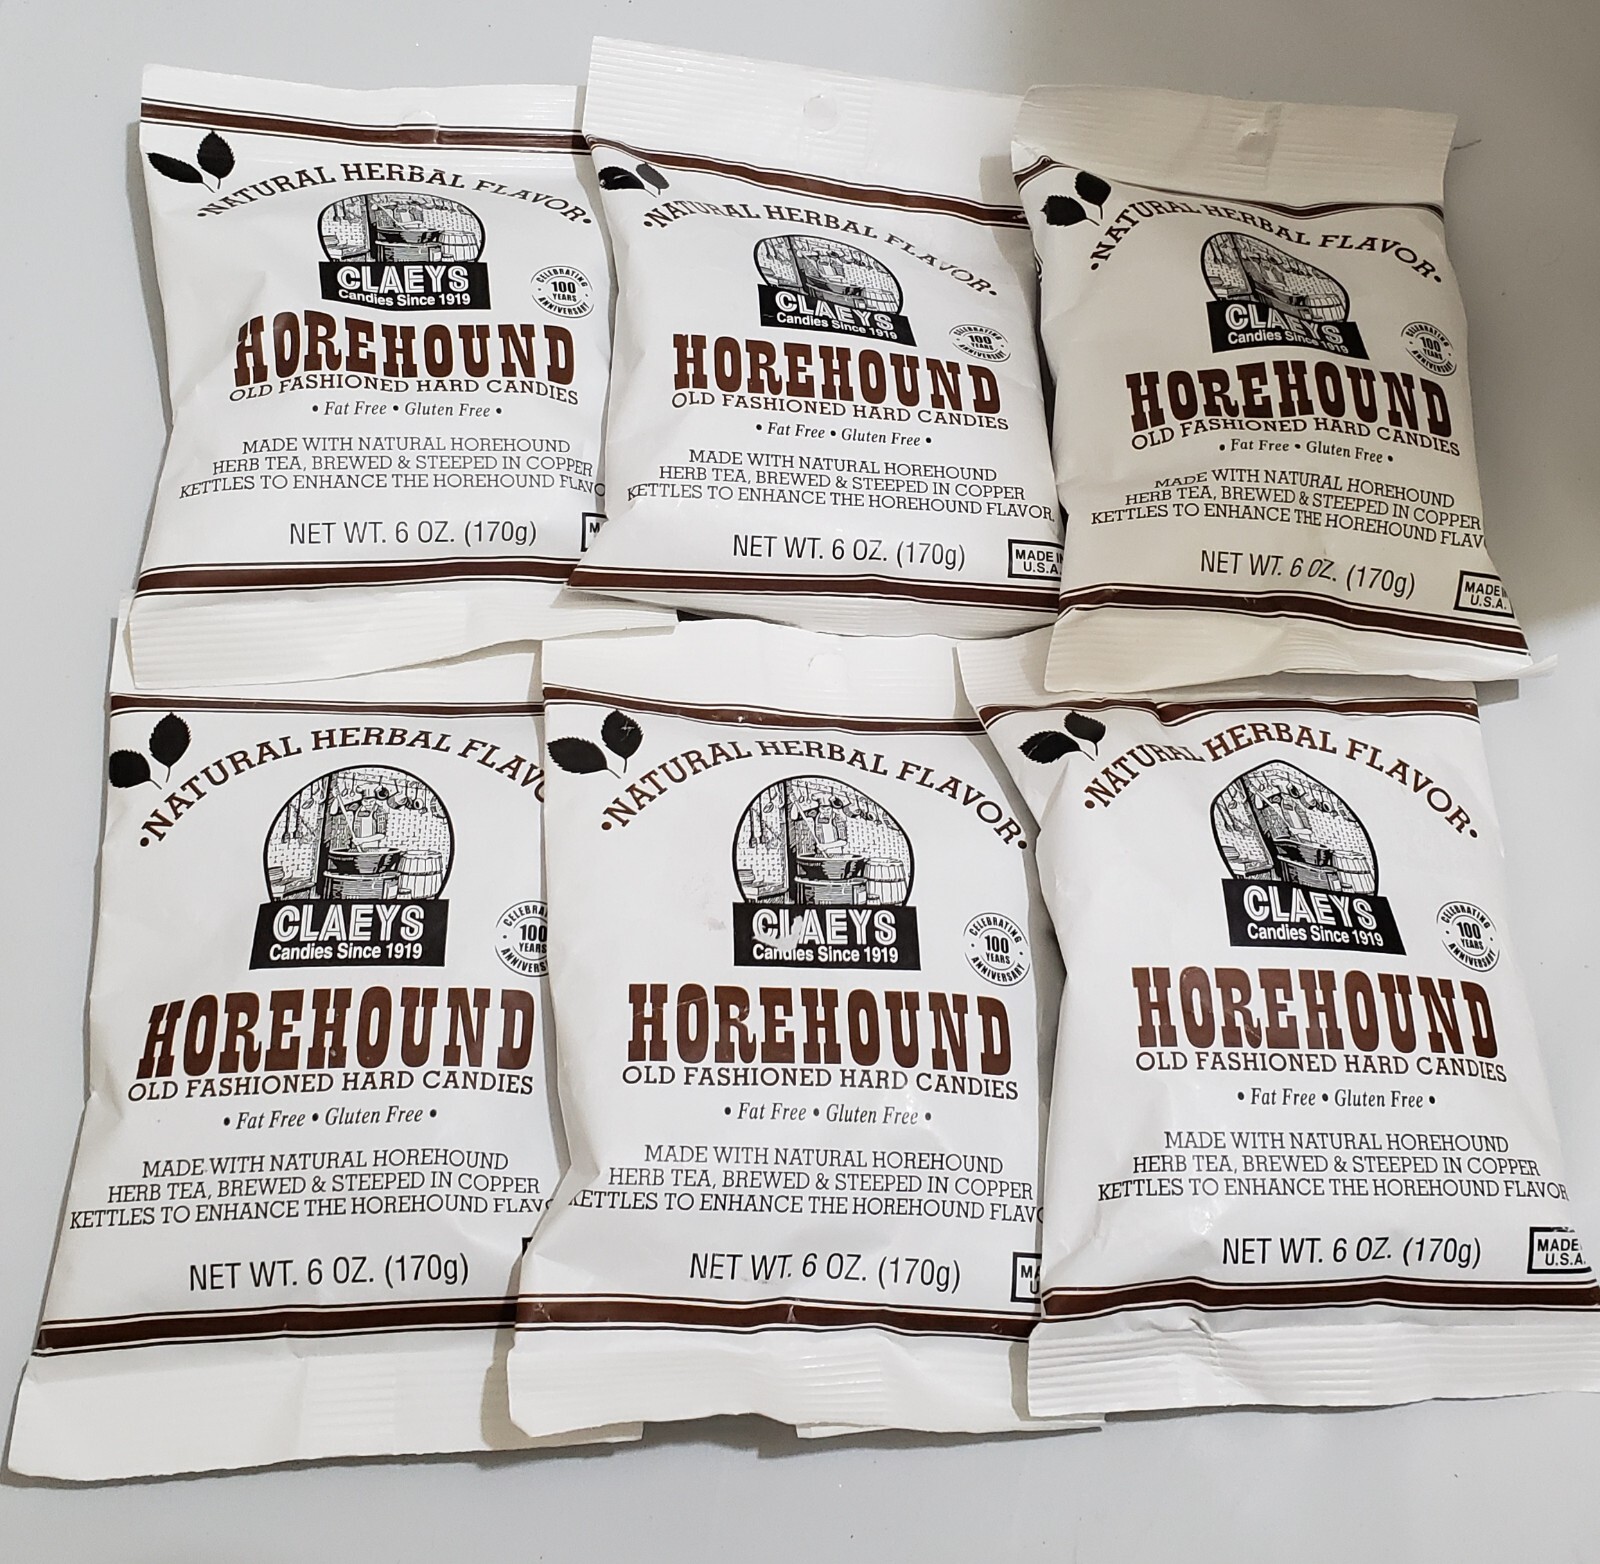 •NATURAL HERBAL FLAVOR•
CLAEYS
Candies Since 1919
CELEBRATING
100
YEARS
ANNIVERSARY
HOREHOUND
OLD FASHIONED HARD CANDIES
• Fat Free • Gluten Free •
MADE WITH NATURAL HOREHOUND
HERB TEA, BREWED & STEEPED IN COPPER
KETTLES TO ENHANCE THE HOREHOUND FLAVO
NET WT. 6 OZ. (170g)
M
•NATURAL HERBAL FLAVOR•
CLAEYS
Candies Since 1919
CELEBRATING
100
YEARS
ANNIVERSARY
HOREHOUND
OLD FASHIONED HARD CANDIES
• Fat Free • Gluten Free •
MADE WITH NATURAL HOREHOUND
HERB TEA, BREWED & STEEPED IN COPPER
KETTLES TO ENHANCE THE HOREHOUND FLAVOR
NET WT. 6 OZ. (170g)
MADE IN
U.S.A.
•NATURAL HERBAL FLAVOR•
CLAEYS
Candies Since 1919
CELEBRATING
100
YEARS
ANNIVERSARY
HOREHOUND
OLD FASHIONED HARD CANDIES
• Fat Free • Gluten Free •
MADE WITH NATURAL HOREHOUND
HERB TEA, BREWED & STEEPED IN COPPER
KETTLES TO ENHANCE THE HOREHOUND FLAV
NET WT. 6 OZ. (170g)
MADE IN
U.S.A.
•NATURAL HERBAL FLAVO
CLAEYS
Candies Since 1919
CELEBRA
100
YEARS
ANNIVERS
HOREHOUND
OLD FASHIONED HARD CANDIES
• Fat Free • Gluten Free •
MADE WITH NATURAL HOREHOUND
HERB TEA, BREWED & STEEPED IN COPPER
KETTLES TO ENHANCE THE HOREHOUND FLAVO
NET WT. 6 OZ. (170g)
•NATURAL HERBAL FLAVOR•
CLAEYS
Candies Since 1919
CELEBRATING
100
YEARS
ANNIVERSARY
HOREHOUND
OLD FASHIONED HARD CANDIES
• Fat Free • Gluten Free •
MADE WITH NATURAL HOREHOUND
HERB TEA, BREWED & STEEPED IN COPPER
KETTLES TO ENHANCE THE HOREHOUND FLAVO
NET WT. 6 OZ. (170g)
MA
U
•NATURAL HERBAL FLAVOR•
CLAEYS
Candies Since 1919
CELEBRATING
100
YEARS
ANNIVERSARY
HOREHOUND
OLD FASHIONED HARD CANDIES
• Fat Free • Gluten Free •
MADE WITH NATURAL HOREHOUND
HERB TEA, BREWED & STEEPED IN COPPER
KETTLES TO ENHANCE THE HOREHOUND FLAVOR
NET WT. 6 OZ. (170g)
MADE
U.S.A.